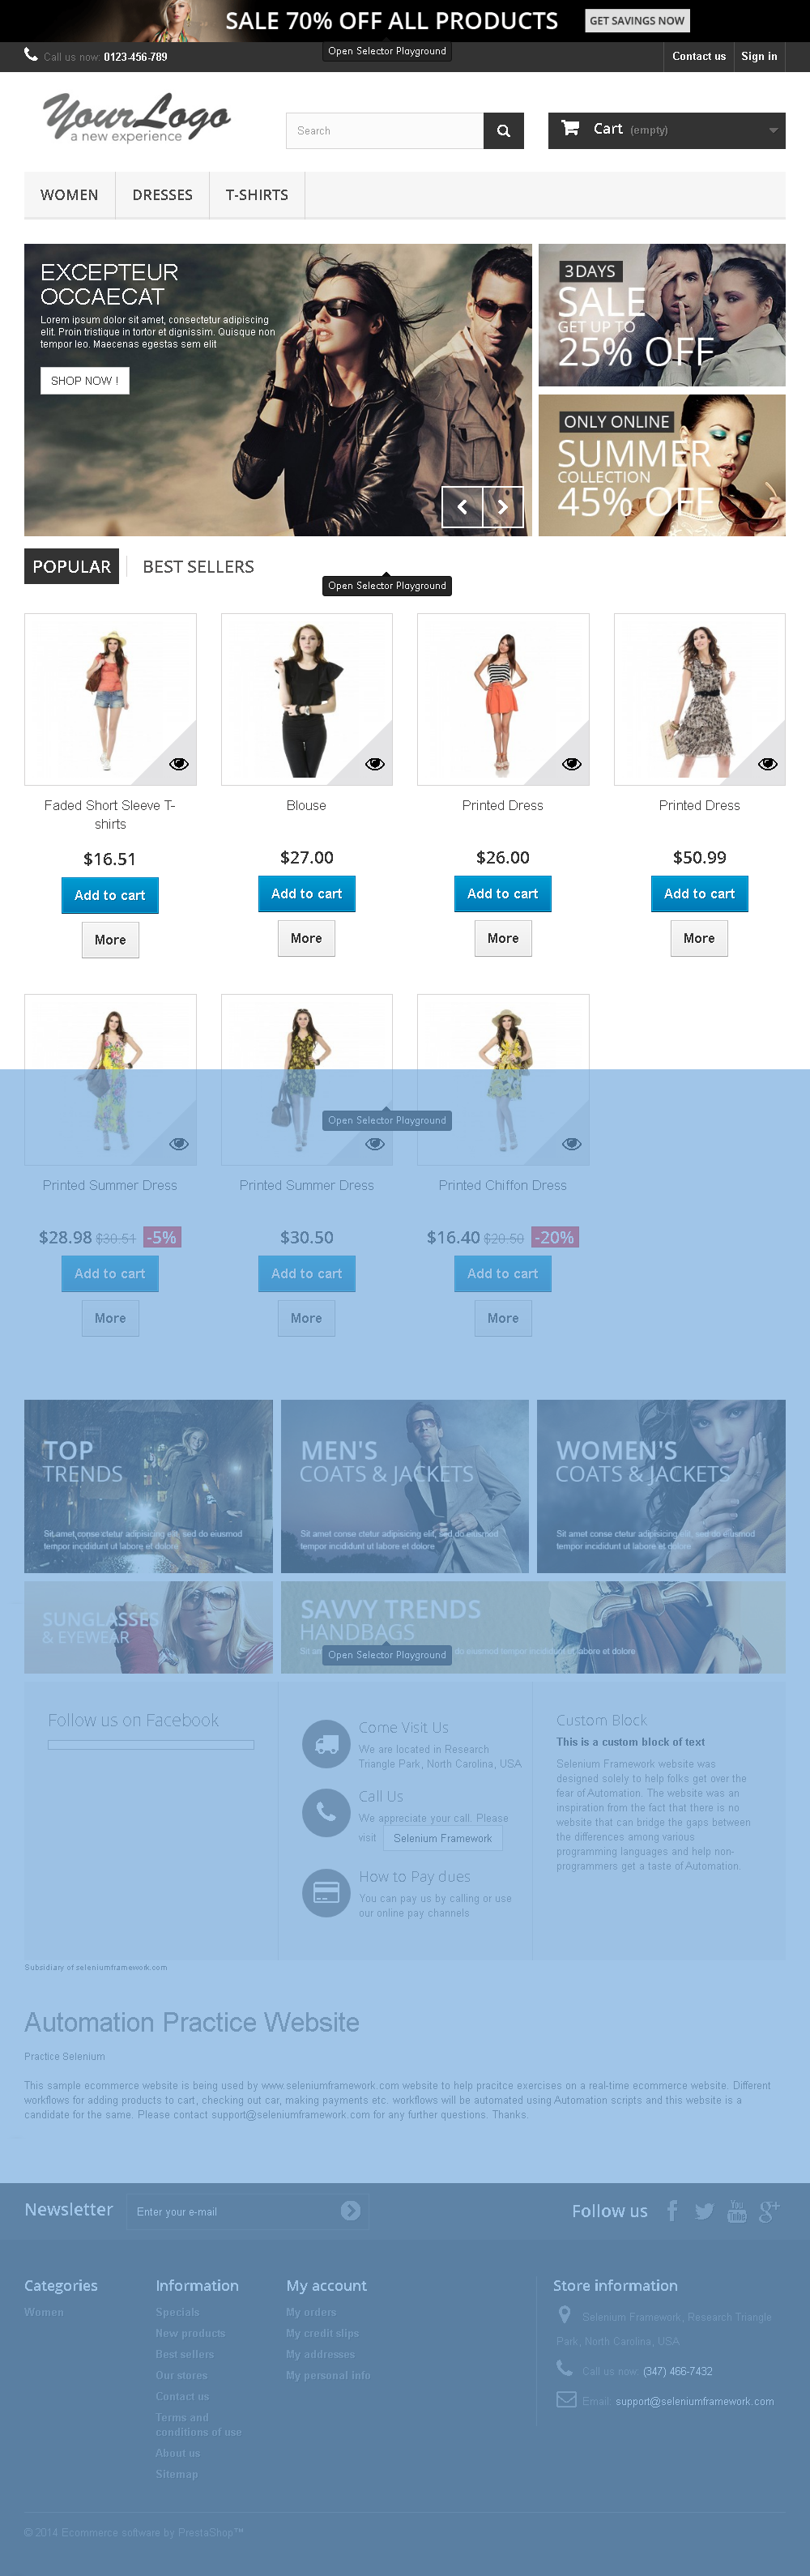 SALE 70% OFF ALL PRODUCTS GET SAVINGS NOW
Open Selector Playground
Call us now: 0123-456-789
Contact us Sign in
YourLogo
a new experience
Search
Cart (empty)
WOMEN DRESSES T-SHIRTS
EXCEPTEUR
OCCAECAT
Lorem ipsum dolor sit amet, consectetur adipiscing
elit. Proin tristique in tortor et dignissim. Quisque non
tempor leo. Maecenas egestas sem elit
SHOP NOW !
3DAYS
SALE
GET UP TO
25% OFF
ONLY ONLINE
SUMMER
COLLECTION
45% OFF
POPULAR BEST SELLERS
Open Selector Playground
Faded Short Sleeve T-
shirts
$16.51
Add to cart
More
Blouse
$27.00
Add to cart
More
Printed Dress
$26.00
Add to cart
More
Printed Dress
$50.99
Add to cart
More
Open Selector Playground
Printed Summer Dress
$28.98 $30.51 -5%
Add to cart
More
Printed Summer Dress
$30.50
Add to cart
More
Printed Chiffon Dress
$16.40 $20.50 -20%
Add to cart
More
TOP
TRENDS
Sit amet conse ctetur adipisicing elit, sed do eiusmod
tempor incididunt ut labore et dolore
MEN'S
COATS & JACKETS
Sit amet conse ctetur adipisicing elit, sed do eiusmod
tempor incididunt ut labore et dolore
WOMEN'S
COATS & JACKETS
Sit amet conse ctetur adipisicing elit, sed do eiusmod
tempor incididunt ut labore et dolore
SUNGLASSES
& EYEWEAR
SAVVY TRENDS
HANDBAGS
Sit am do eiusmod tempor incididunt ut labore et dolore
Open Selector Playground
Follow us on Facebook
Come Visit Us
We are located in Research
Triangle Park, North Carolina, USA
Call Us
We appreciate your call. Please
visit Selenium Framework
How to Pay dues
You can pay us by calling or use
our online pay channels
Custom Block
This is a custom block of text
Selenium Framework website was
designed solely to help folks get over the
fear of Automation. The website was an
inspiration from the fact that there is no
website that can bridge the gaps between
the differences among various
programming languages and help non-
programmers get a taste of Automation.
Subsidiary of seleniumframework.com
Automation Practice Website
Practice Selenium
This sample ecommerce website is being used by www.seleniumframework.com website to help pracitce exercises on a real-time ecommerce website. Different
workflows for adding products to cart, checking out car, making payments etc. workflows will be automated using Automation scripts and this website is a
candidate for the same. Please contact support@seleniumframework.com for any further questions. Thanks.
Newsletter Enter your e-mail
Follow us
You
Tube
Categories
Women
Information
Specials
New products
Best sellers
Our stores
Contact us
Terms and
conditions of use
About us
Sitemap
My account
My orders
My credit slips
My addresses
My personal info
Store information
Selenium Framework, Research Triangle
Park, North Carolina, USA
Call us now: (347) 466-7432
Email: support@seleniumframework.com
© 2014 Ecommerce software by PrestaShop™